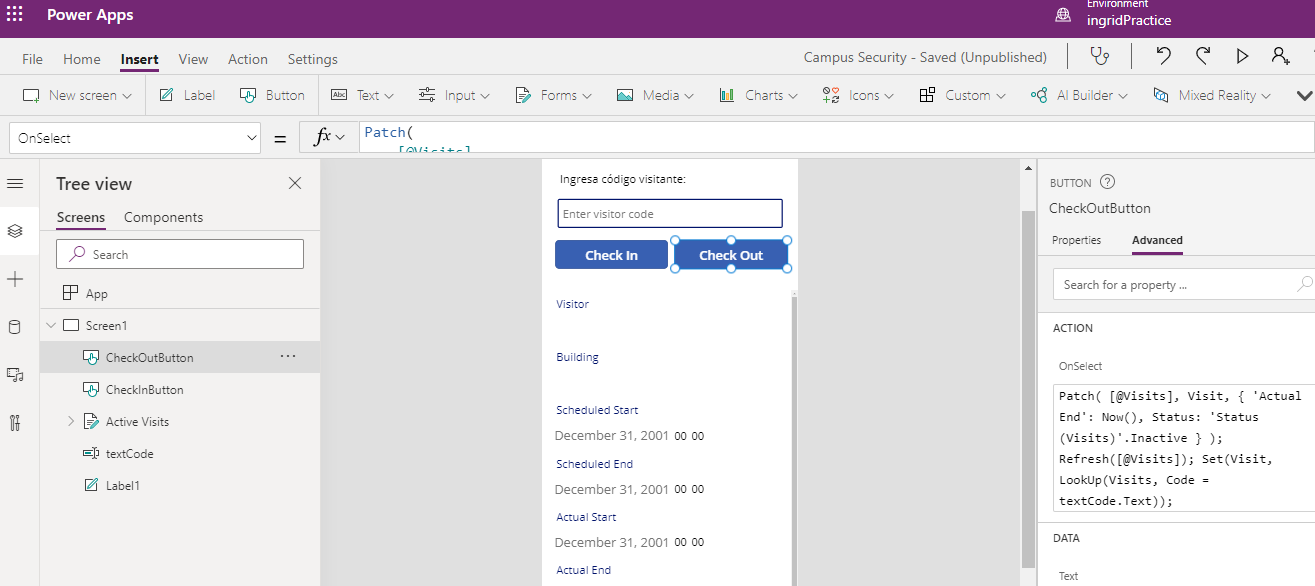 Power Apps
Environment
ingridPractice
File Home Insert View Action Settings
Campus Security - Saved (Unpublished)
New screen Label Button Abc Text Input Forms Media Charts Icons Custom AI Builder Mixed Reality
OnSelect = fx Patch(
[@Visits]
Tree view
Screens Components
Search
App
Screen1
CheckOutButton ...
CheckInButton
Active Visits
textCode
Label1
Ingresa código visitante:
Enter visitor code
Check In Check Out
Visitor
Building
Scheduled Start
December 31, 2001 00 00
Scheduled End
December 31, 2001 00 00
Actual Start
December 31, 2001 00 00
Actual End
BUTTON ?
CheckOutButton
Properties Advanced
Search for a property ...
ACTION
OnSelect
Patch( [@Visits], Visit, { 'Actual
End': Now(), Status: 'Status
(Visits)'.Inactive } );
Refresh([@Visits]); Set(Visit,
LookUp(Visits, Code =
textCode.Text));
DATA
Text